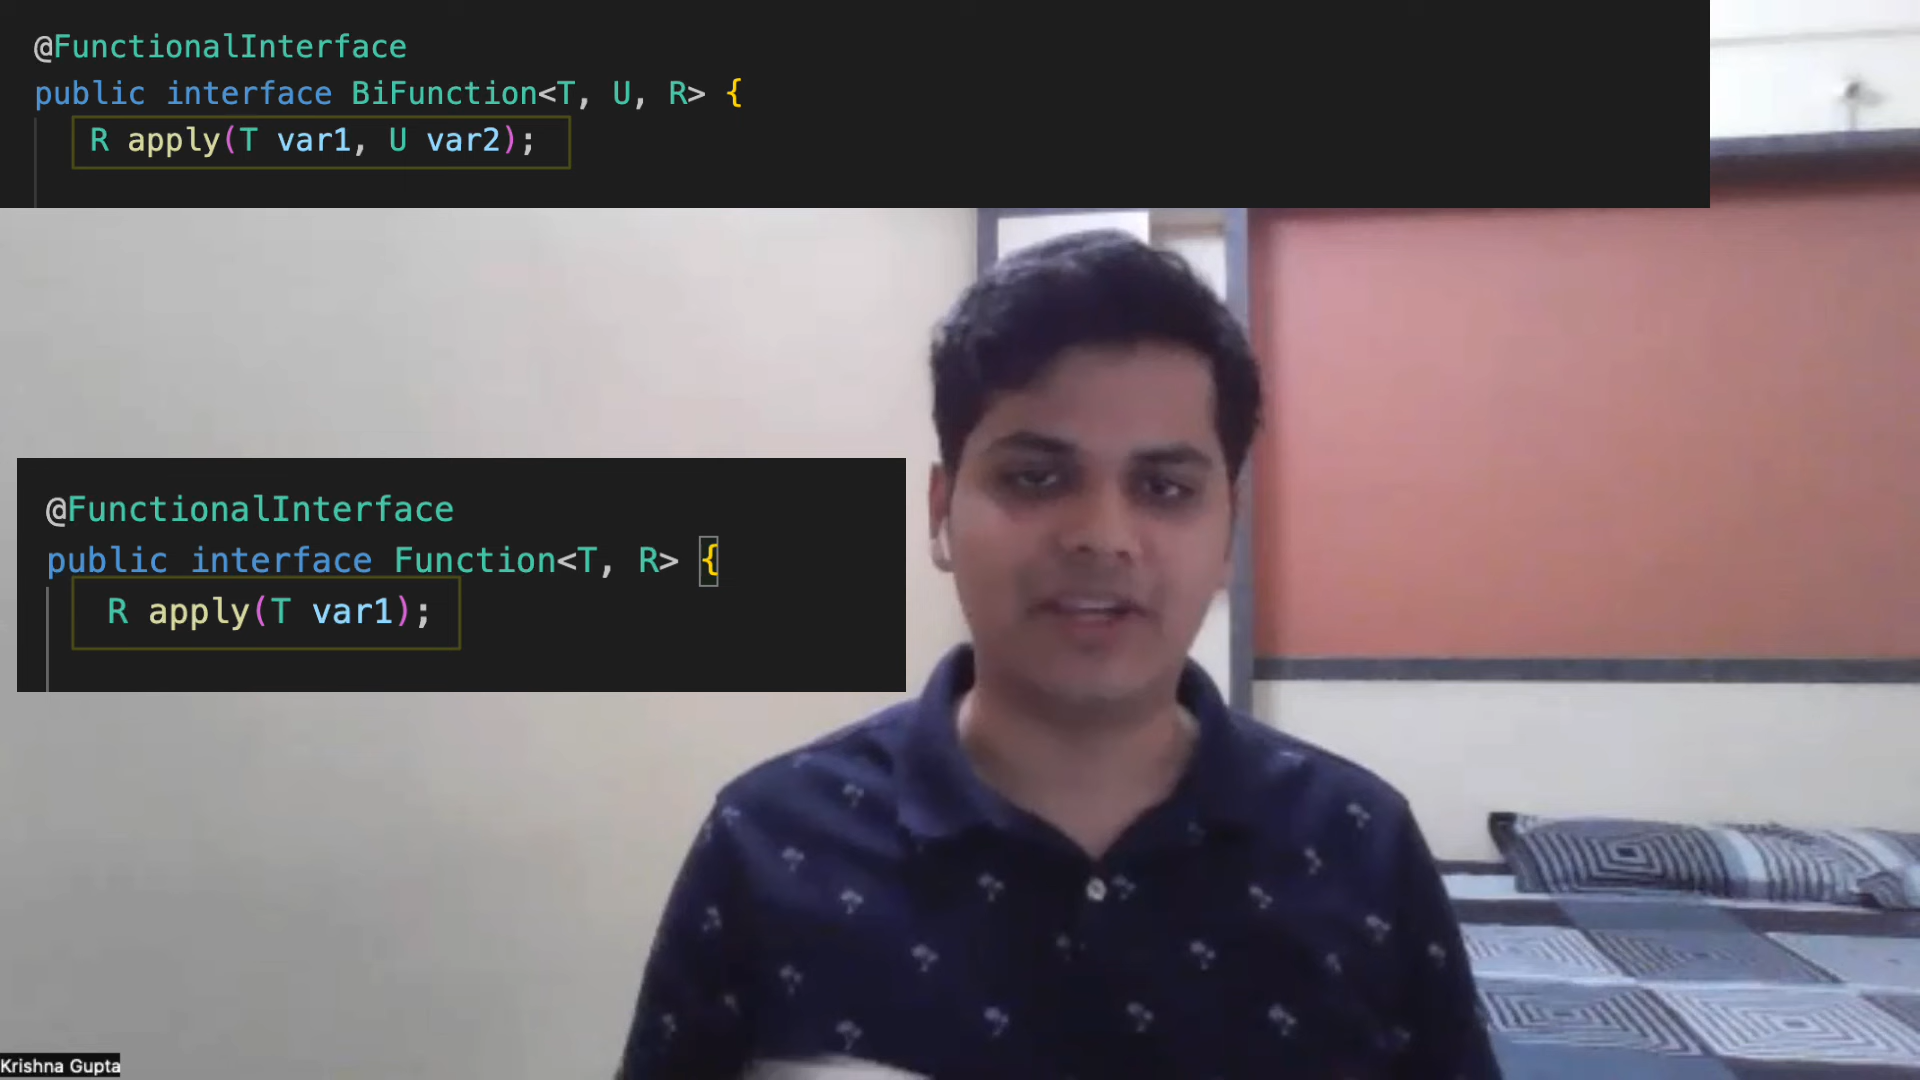 @FunctionalInterface
public interface BiFunction<T, U, R> {
R apply(T var1, U var2);
@FunctionalInterface
public interface Function<T, R> {
R apply(T var1);
Krishna Gupta